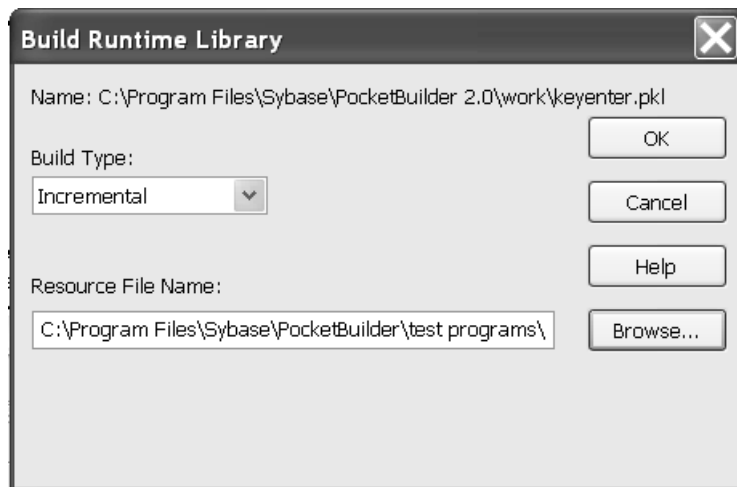 Build Runtime Library
Name: C:\Program Files\Sybase\PocketBuilder 2.0\work\keyenter.pkl
OK
Build Type:
Incremental
Cancel
Help
Resource File Name:
C:\Program Files\Sybase\PocketBuilder\test programs\
Browse...